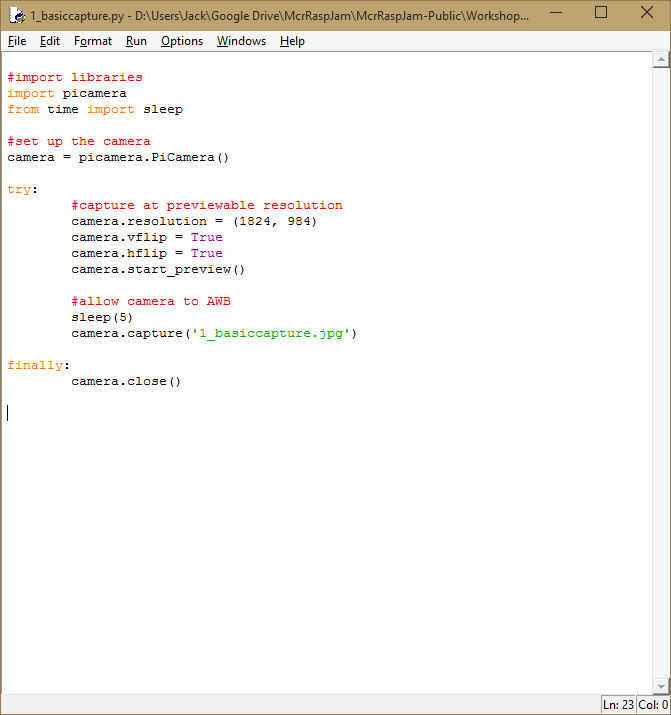 1_basiccapture.py - D:\Users\Jack\Google Drive\McrRaspJam\McrRaspJam-Public\Workshop...
File Edit Format Run Options Windows Help
#import libraries
import picamera
from time import sleep
#set up the camera
camera = picamera.PiCamera()
try:
        #capture at previewable resolution
        camera.resolution = (1824, 984)
        camera.vflip = True
        camera.hflip = True
        camera.start_preview()
        #allow camera to AWB
        sleep(5)
        camera.capture('1_basiccapture.jpg')
finally:
        camera.close()
Ln: 23 Col: 0